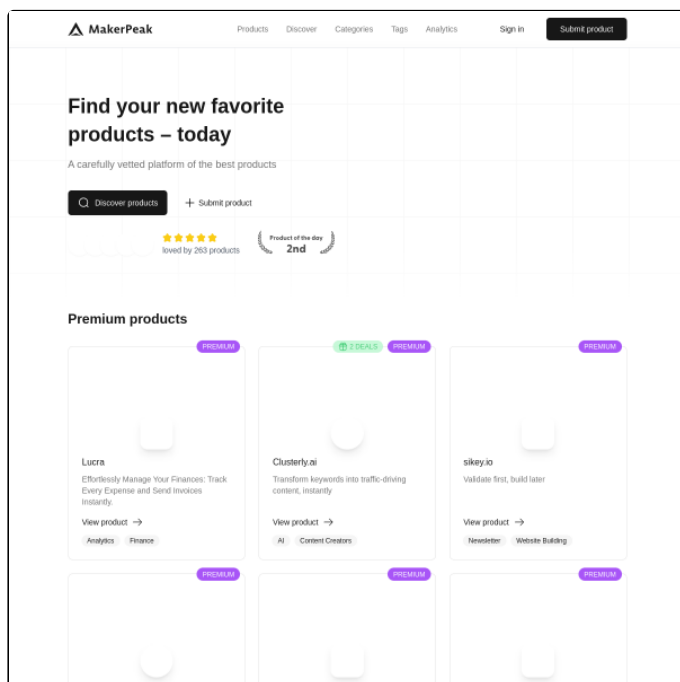 MakerPeak
Products Discover Categories Tags Analytics Sign in Submit product
Find your new favorite
products – today
A carefully vetted platform of the best products
Discover products Submit product
loved by 263 products
Product of the day
2nd
Premium products
PREMIUM
Lucra
Effortlessly Manage Your Finances: Track
Every Expense and Send Invoices
Instantly.
View product
Analytics Finance
2 DEALS PREMIUM
Clusterly.ai
Transform keywords into traffic-driving
content, instantly
View product
AI Content Creators
PREMIUM
sikey.io
Validate first, build later
View product
Newsletter Website Building
PREMIUM
PREMIUM
PREMIUM